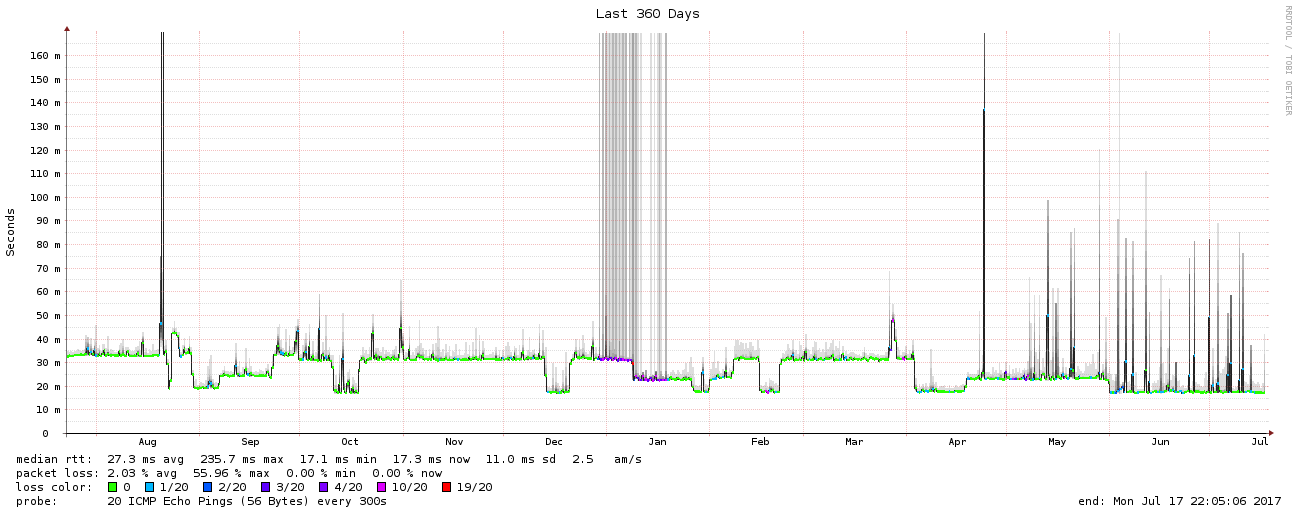 Last 360 Days
RRDTOOL / TOBI OETIKER
Seconds
160 m
150 m
140 m
130 m
120 m
110 m
100 m
90 m
80 m
70 m
60 m
50 m
40 m
30 m
20 m
10 m
0
Aug Sep Oct Nov Dec Jan Feb Mar Apr May Jun Jul
median rtt: 27.3 ms avg 235.7 ms max 17.1 ms min 17.3 ms now 11.0 ms sd 2.5 am/s
packet loss: 2.03 % avg 55.96 % max 0.00 % min 0.00 % now
loss color: 0 1/20 2/20 3/20 4/20 10/20 19/20
probe: 20 ICMP Echo Pings (56 Bytes) every 300s end: Mon Jul 17 22:05:06 2017